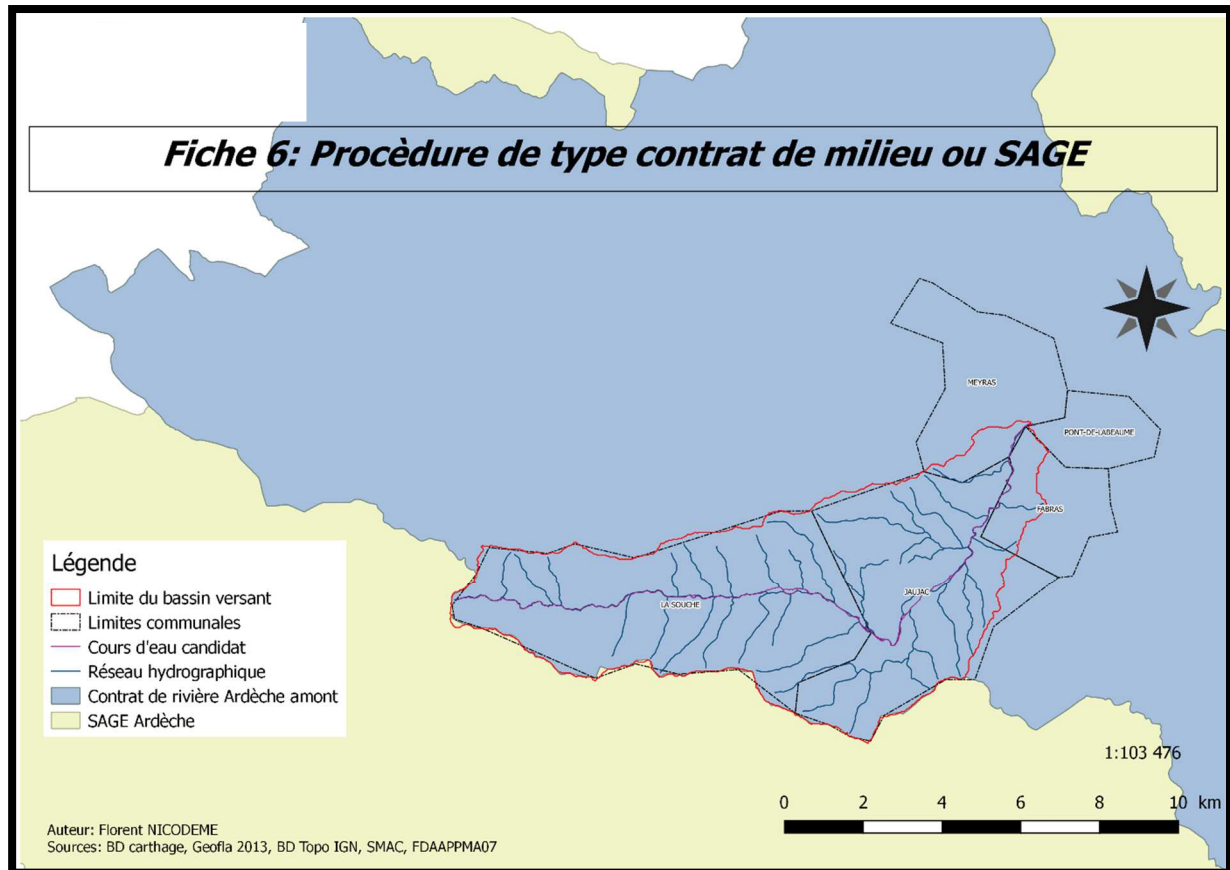 Fiche 6: Procèdure de type contrat de milieu ou SAGE
MEYRAS
PONT-DE-LABEAUME
FABRAS
JAUJAC
LA SOUCHE
Légende
Limite du bassin versant
Limites communales
Cours d'eau candidat
Réseau hydrographique
Contrat de rivière Ardèche amont
SAGE Ardèche
1:103 476
0 2 4 6 8 10 km
Auteur: Florent NICODEME
Sources: BD carthage, Geofla 2013, BD Topo IGN, SMAC, FDAAPPMA07